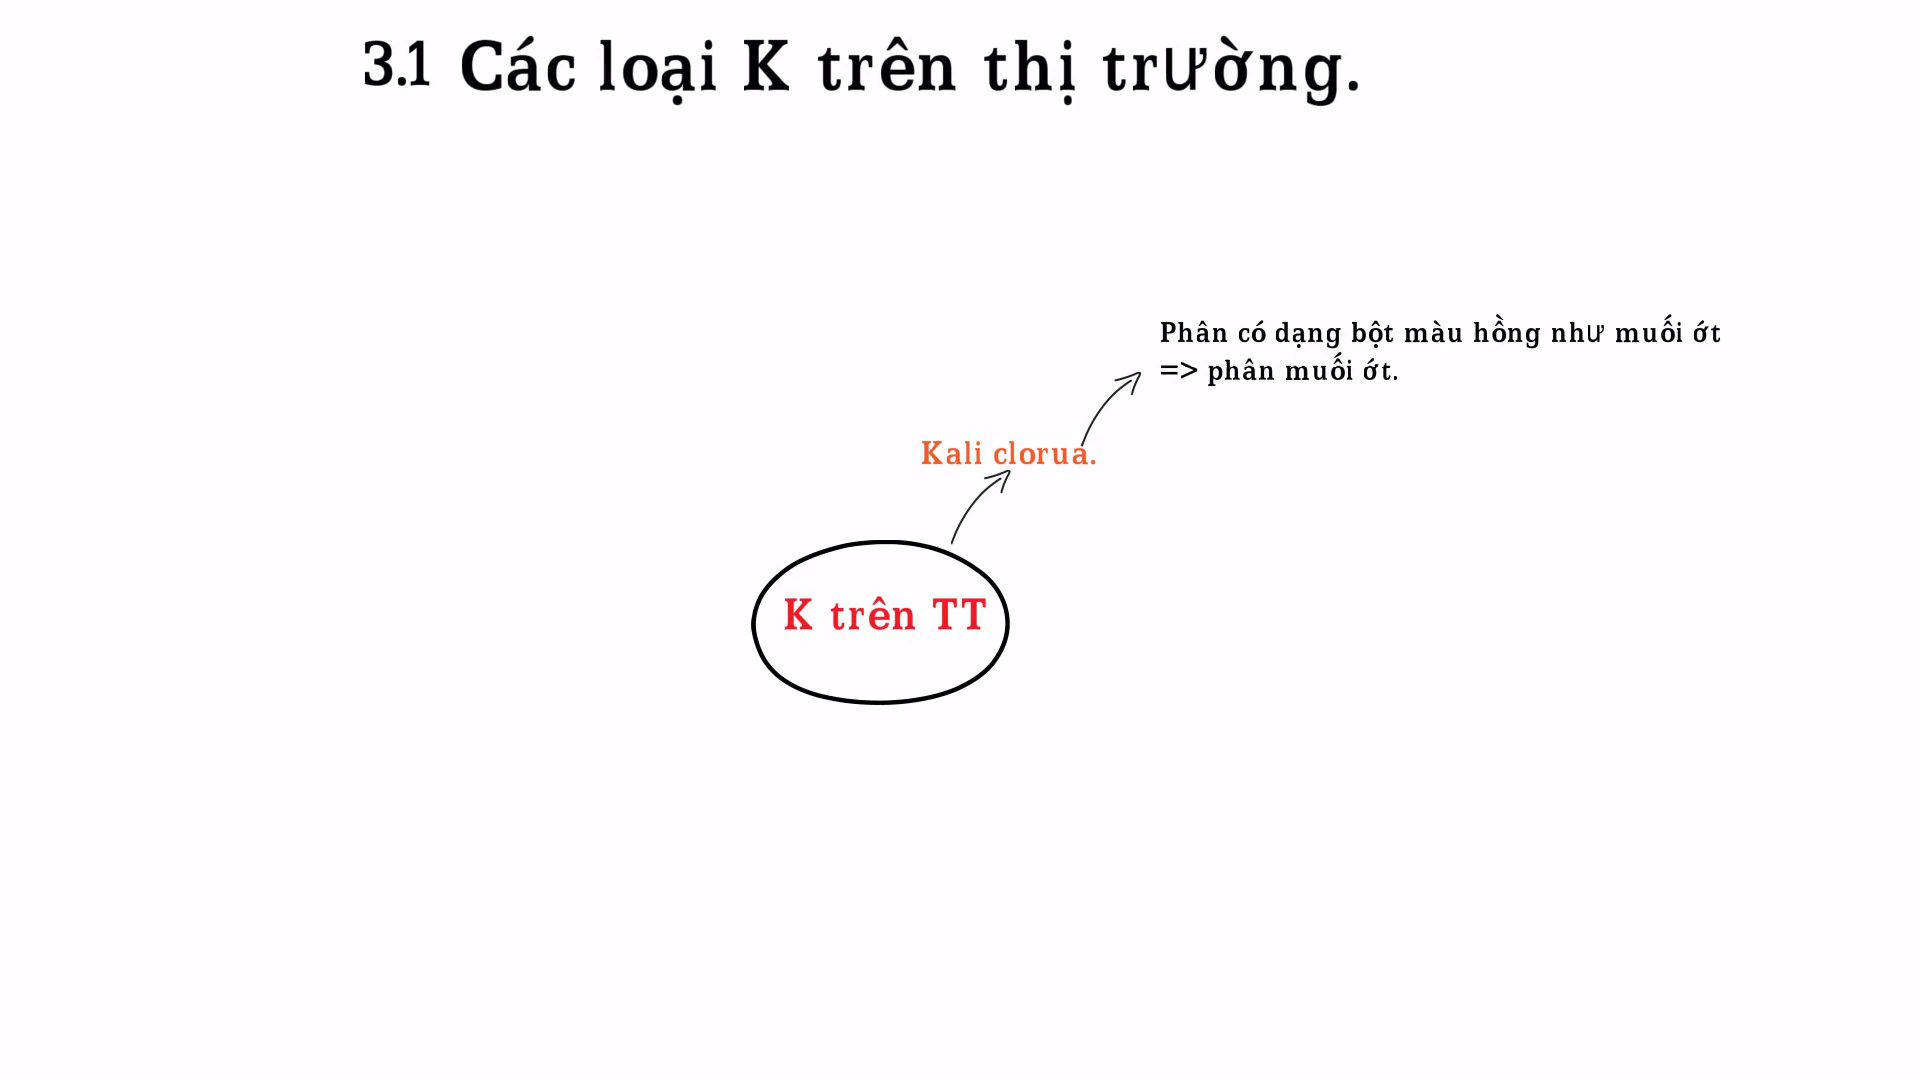 3.1 Các loại K trên thị trường.
Phân có dạng bột màu hồng như muối ớt
=> phân muối ớt.
Kali clorua.
K trên TT